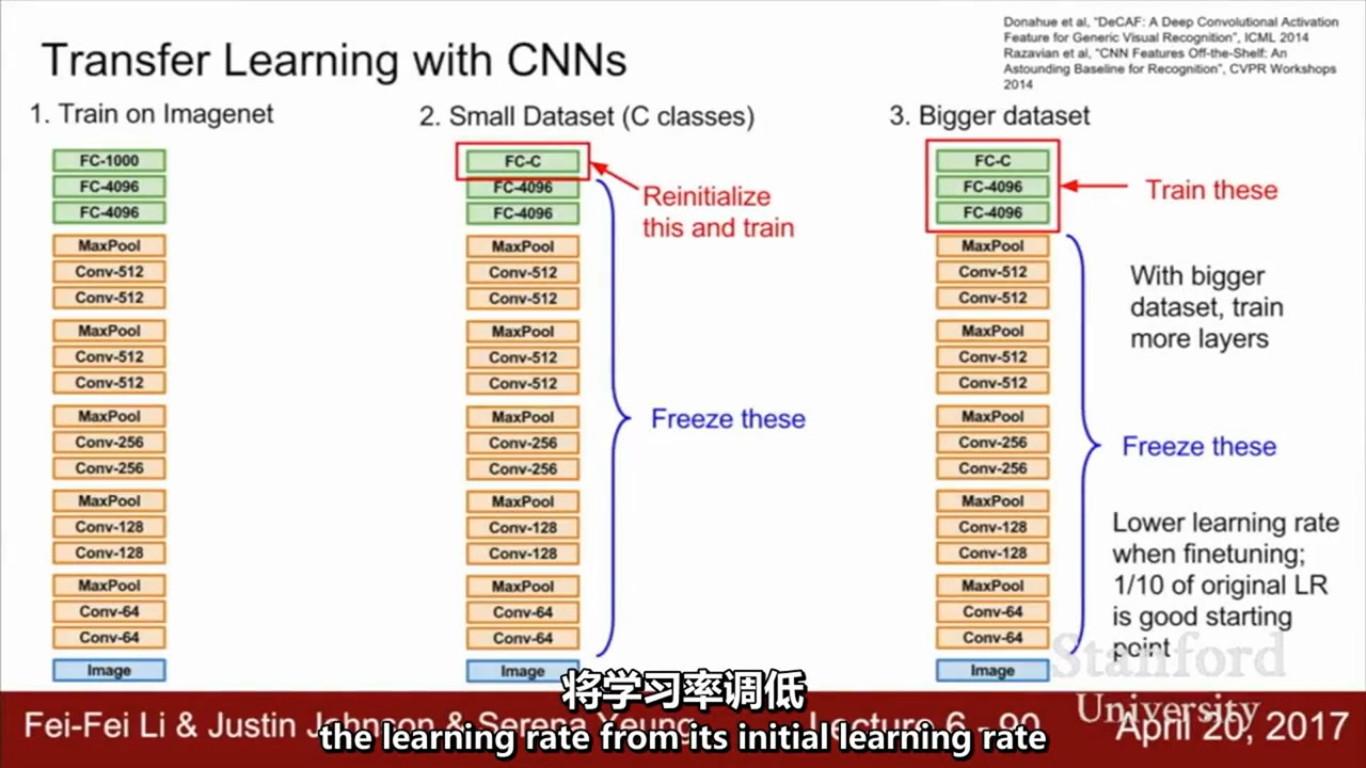 Transfer Learning with CNNs
Donahue et al, "DeCAF: A Deep Convolutional Activation
Feature for Generic Visual Recognition", ICML 2014
Razavian et al, "CNN Features Off-the-Shelf: An
Astounding Baseline for Recognition", CVPR Workshops
2014
1. Train on Imagenet
FC-1000
FC-4096
FC-4096
MaxPool
Conv-512
Conv-512
MaxPool
Conv-512
Conv-512
MaxPool
Conv-256
Conv-256
MaxPool
Conv-128
Conv-128
MaxPool
Conv-64
Conv-64
Image
2. Small Dataset (C classes)
FC-C
FC-4096
FC-4096
MaxPool
Conv-512
Conv-512
MaxPool
Conv-512
Conv-512
MaxPool
Conv-256
Conv-256
MaxPool
Conv-128
Conv-128
MaxPool
Conv-64
Conv-64
Image
Reinitialize
this and train
Freeze these
3. Bigger dataset
FC-C
FC-4096
FC-4096
MaxPool
Conv-512
Conv-512
MaxPool
Conv-512
Conv-512
MaxPool
Conv-256
Conv-256
MaxPool
Conv-128
Conv-128
MaxPool
Conv-64
Conv-64
Image
Train these
With bigger
dataset, train
more layers
Freeze these
Lower learning rate
when finetuning;
1/10 of original LR
is good starting
point
Stanford
University
Fei-Fei Li & Justin Johnson & Serena Yeung
Lecture 6 - 90
April 20, 2017
将学习率调低
the learning rate from its initial learning rate